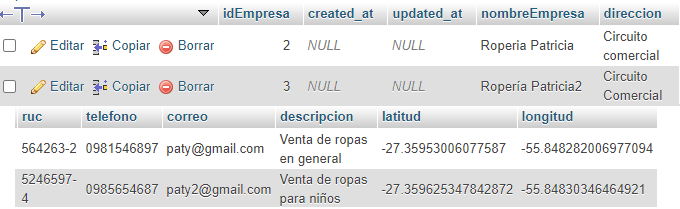 idEmpresa created_at updated_at nombreEmpresa direccion
Editar Copiar Borrar 2 NULL NULL Roperia Patricia Circuito
comercial
Editar Copiar Borrar 3 NULL NULL Ropería Patricia2 Circuito
Comercial
ruc telefono correo descripcion latitud longitud
564263-2 0981546897 paty@gmail.com Venta de ropas
en general -27.35953006077587 -55.848282006977094
5246597-
4 0985654687 paty2@gmail.com Venta de ropas
para niños -27.359625347842872 -55.84830346464921